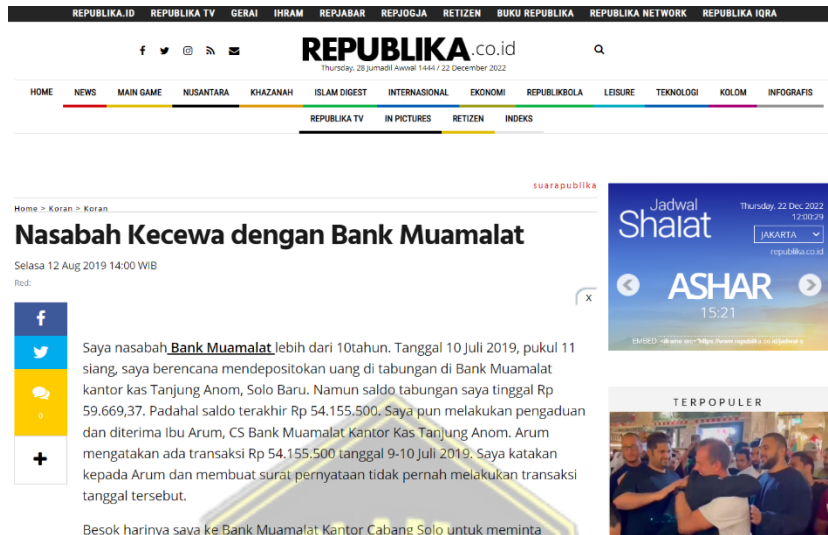 REPUBLIKA.ID REPUBLIKA TV GERAI IHRAM REPJABAR REPJOGJA RETIZEN BUKU REPUBLIKA REPUBLIKA NETWORK REPUBLIKA IQRA
REPUBLIKA.co.id
Thursday, 28 Jumadil Awwal 1444 / 22 December 2022
HOME NEWS MAIN GAME NUSANTARA KHAZANAH ISLAM DIGEST INTERNASIONAL EKONOMI REPUBLIKBOLA LEISURE TEKNOLOGI KOLOM INFOGRAFIS
REPUBLIKA TV IN PICTURES RETIZEN INDEKS
suarapublika
Home > Koran > Koran
Nasabah Kecewa dengan Bank Muamalat
Selasa 12 Aug 2019 14:00 WIB
Red:
X
0
Saya nasabah Bank Muamalat lebih dari 10tahun. Tanggal 10 Juli 2019, pukul 11
siang, saya berencana mendepositokan uang di tabungan di Bank Muamalat
kantor kas Tanjung Anom, Solo Baru. Namun saldo tabungan saya tinggal Rp
59.669,37. Padahal saldo terakhir Rp 54.155.500. Saya pun melakukan pengaduan
dan diterima Ibu Arum, CS Bank Muamalat Kantor Kas Tanjung Anom. Arum
mengatakan ada transaksi Rp 54.155.500 tanggal 9-10 Juli 2019. Saya katakan
kepada Arum dan membuat surat pernyataan tidak pernah melakukan transaksi
tanggal tersebut.
Besok harinya saya ke Bank Muamalat Kantor Cabang Solo untuk meminta
Jadwal
Shalat
Thursday, 22 Dec 2022
12:00:29
JAKARTA
republika.co.id
ASHAR
15:21
TERPOPULER